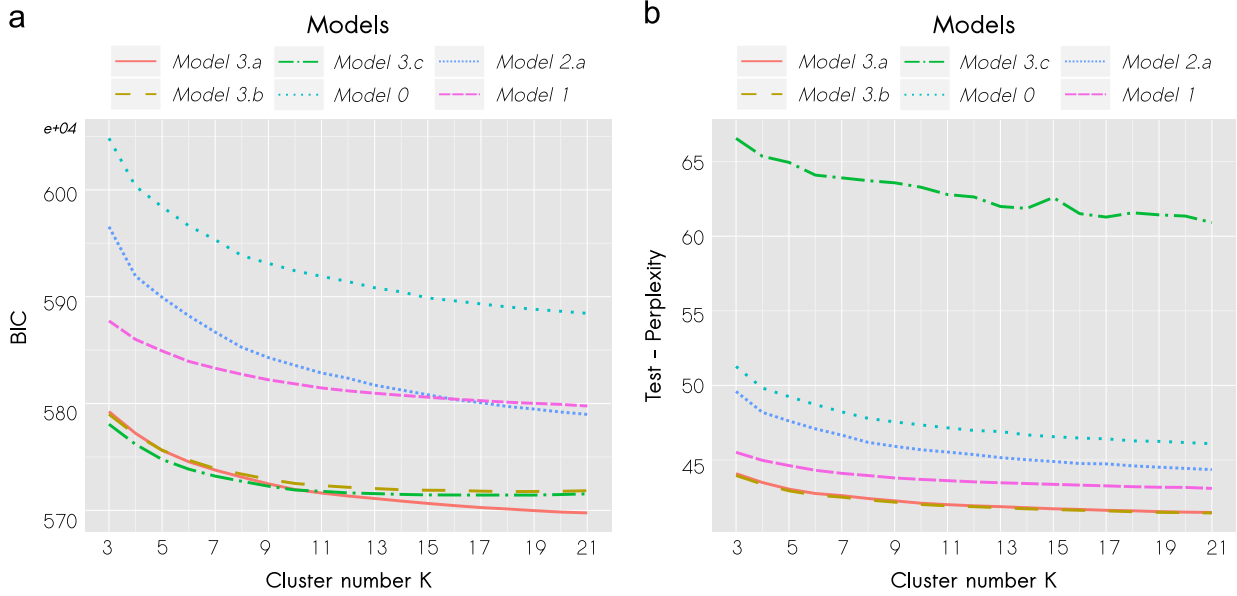 a
Models
Model 3.a Model 3.c Model 2.a
Model 3.b Model 0 Model 1
e+04
600
590
580
570
BIC
3 5 7 9 11 13 15 17 19 21
Cluster number K
b
Models
Model 3.a Model 3.c Model 2.a
Model 3.b Model 0 Model 1
65
60
55
50
45
Test - Perplexity
3 5 7 9 11 13 15 17 19 21
Cluster number K